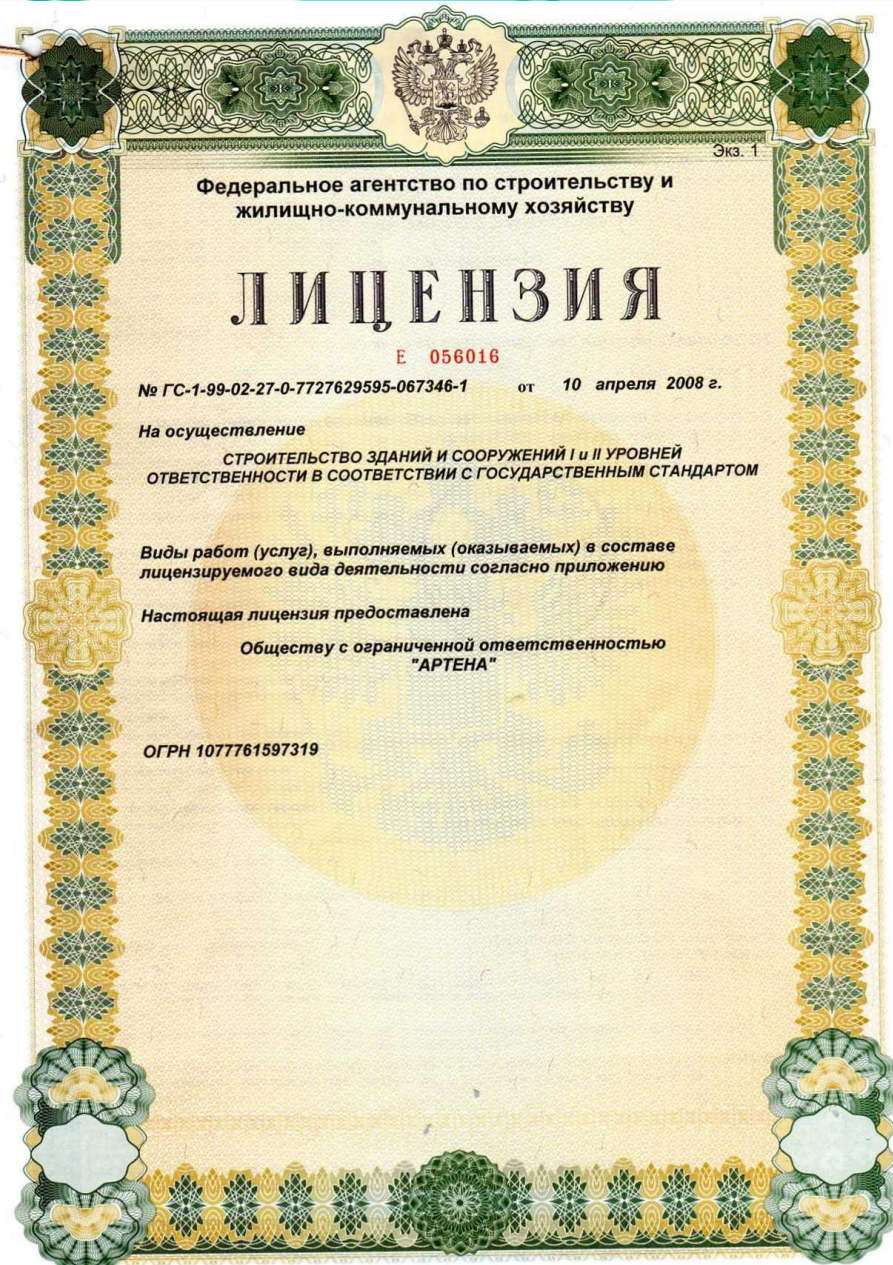 Экз. 1
Федеральное агентство по строительству и
жилищно-коммунальному хозяйству
ЛИЦЕНЗИЯ
Е 056016
№ ГС-1-99-02-27-0-7727629595-067346-1 от 10 апреля 2008 г.
На осуществление
СТРОИТЕЛЬСТВО ЗДАНИЙ И СООРУЖЕНИЙ I и II УРОВНЕЙ
ОТВЕТСТВЕННОСТИ В СООТВЕТСТВИИ С ГОСУДАРСТВЕННЫМ СТАНДАРТОМ
Виды работ (услуг), выполняемых (оказываемых) в составе
лицензируемого вида деятельности согласно приложению
Настоящая лицензия предоставлена
Обществу с ограниченной ответственностью
"АРТЕНА"
ОГРН 1077761597319